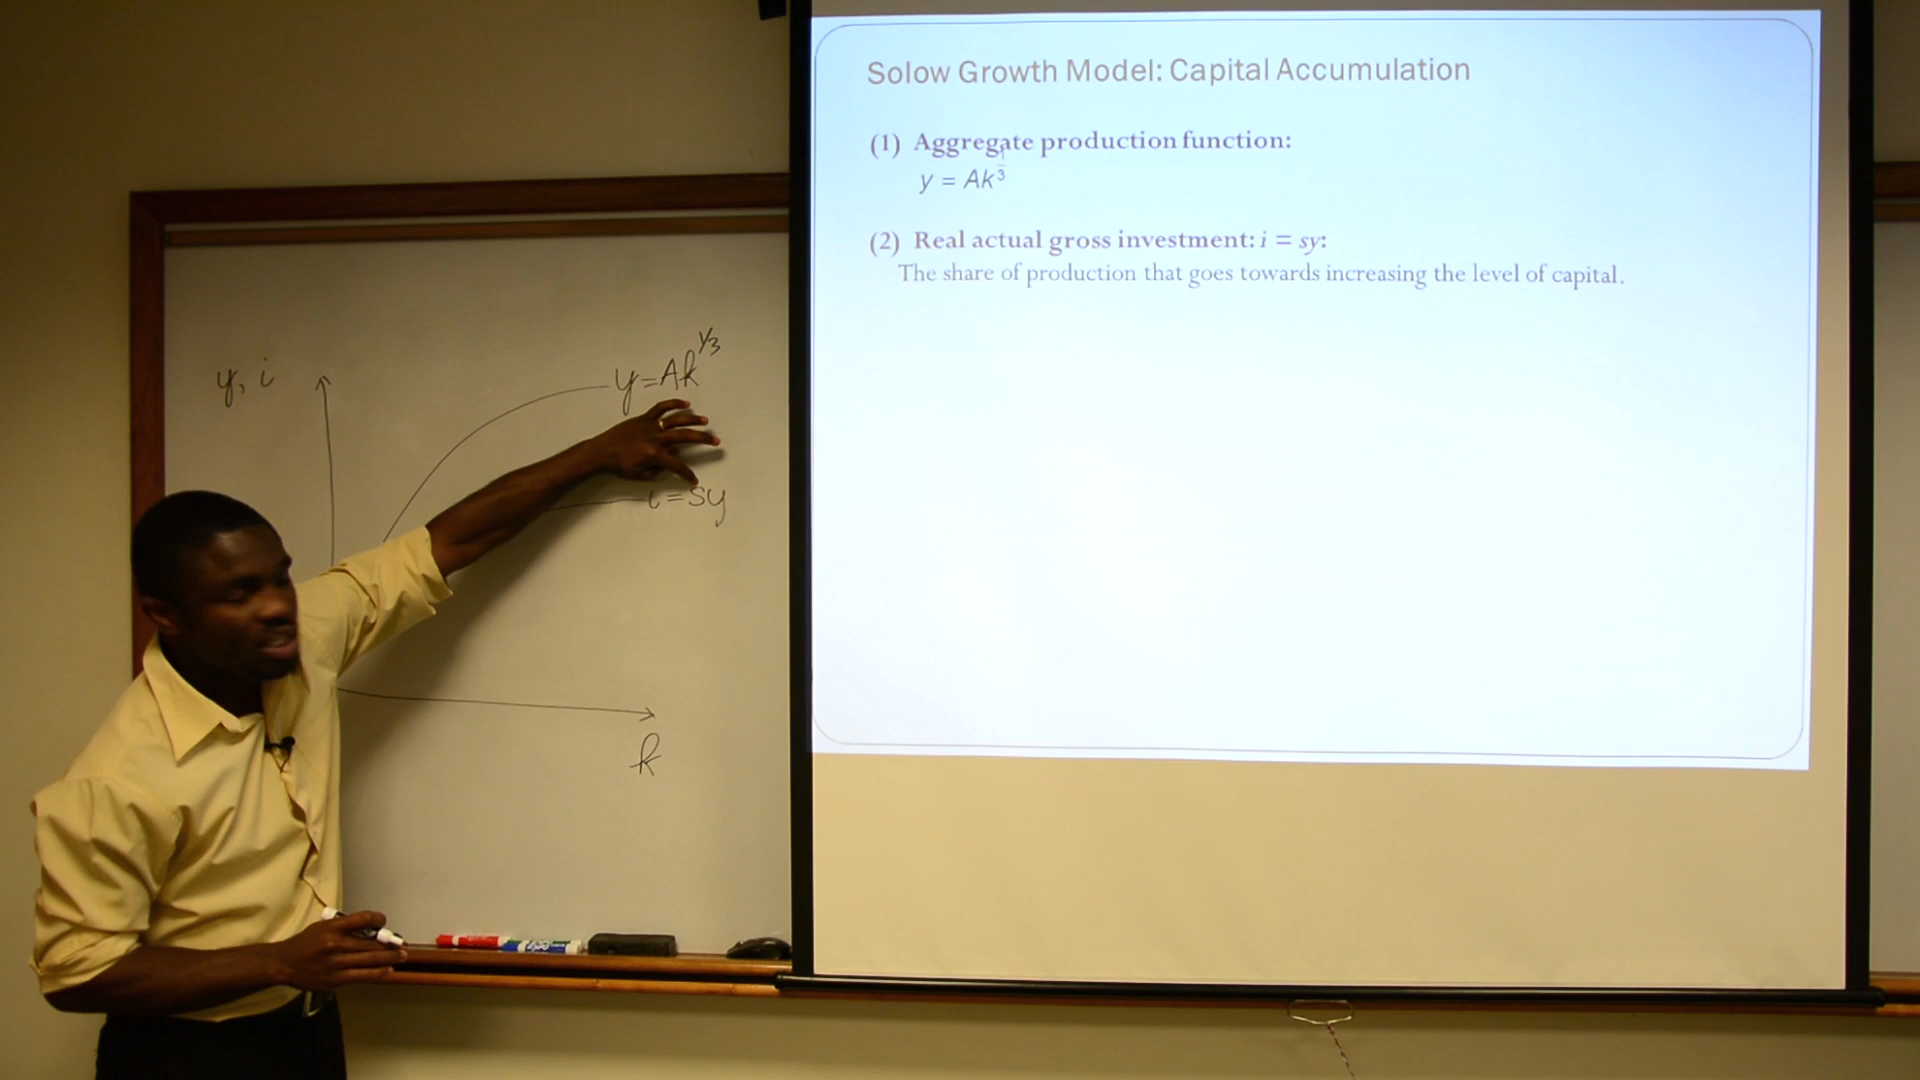 Solow Growth Model: Capital Accumulation
(1) Aggregate production function:
y = Ak^1/3
(2) Real actual gross investment: i = sy:
The share of production that goes towards increasing the level of capital.
y, i
y=Ak^1/3
i=sy
k